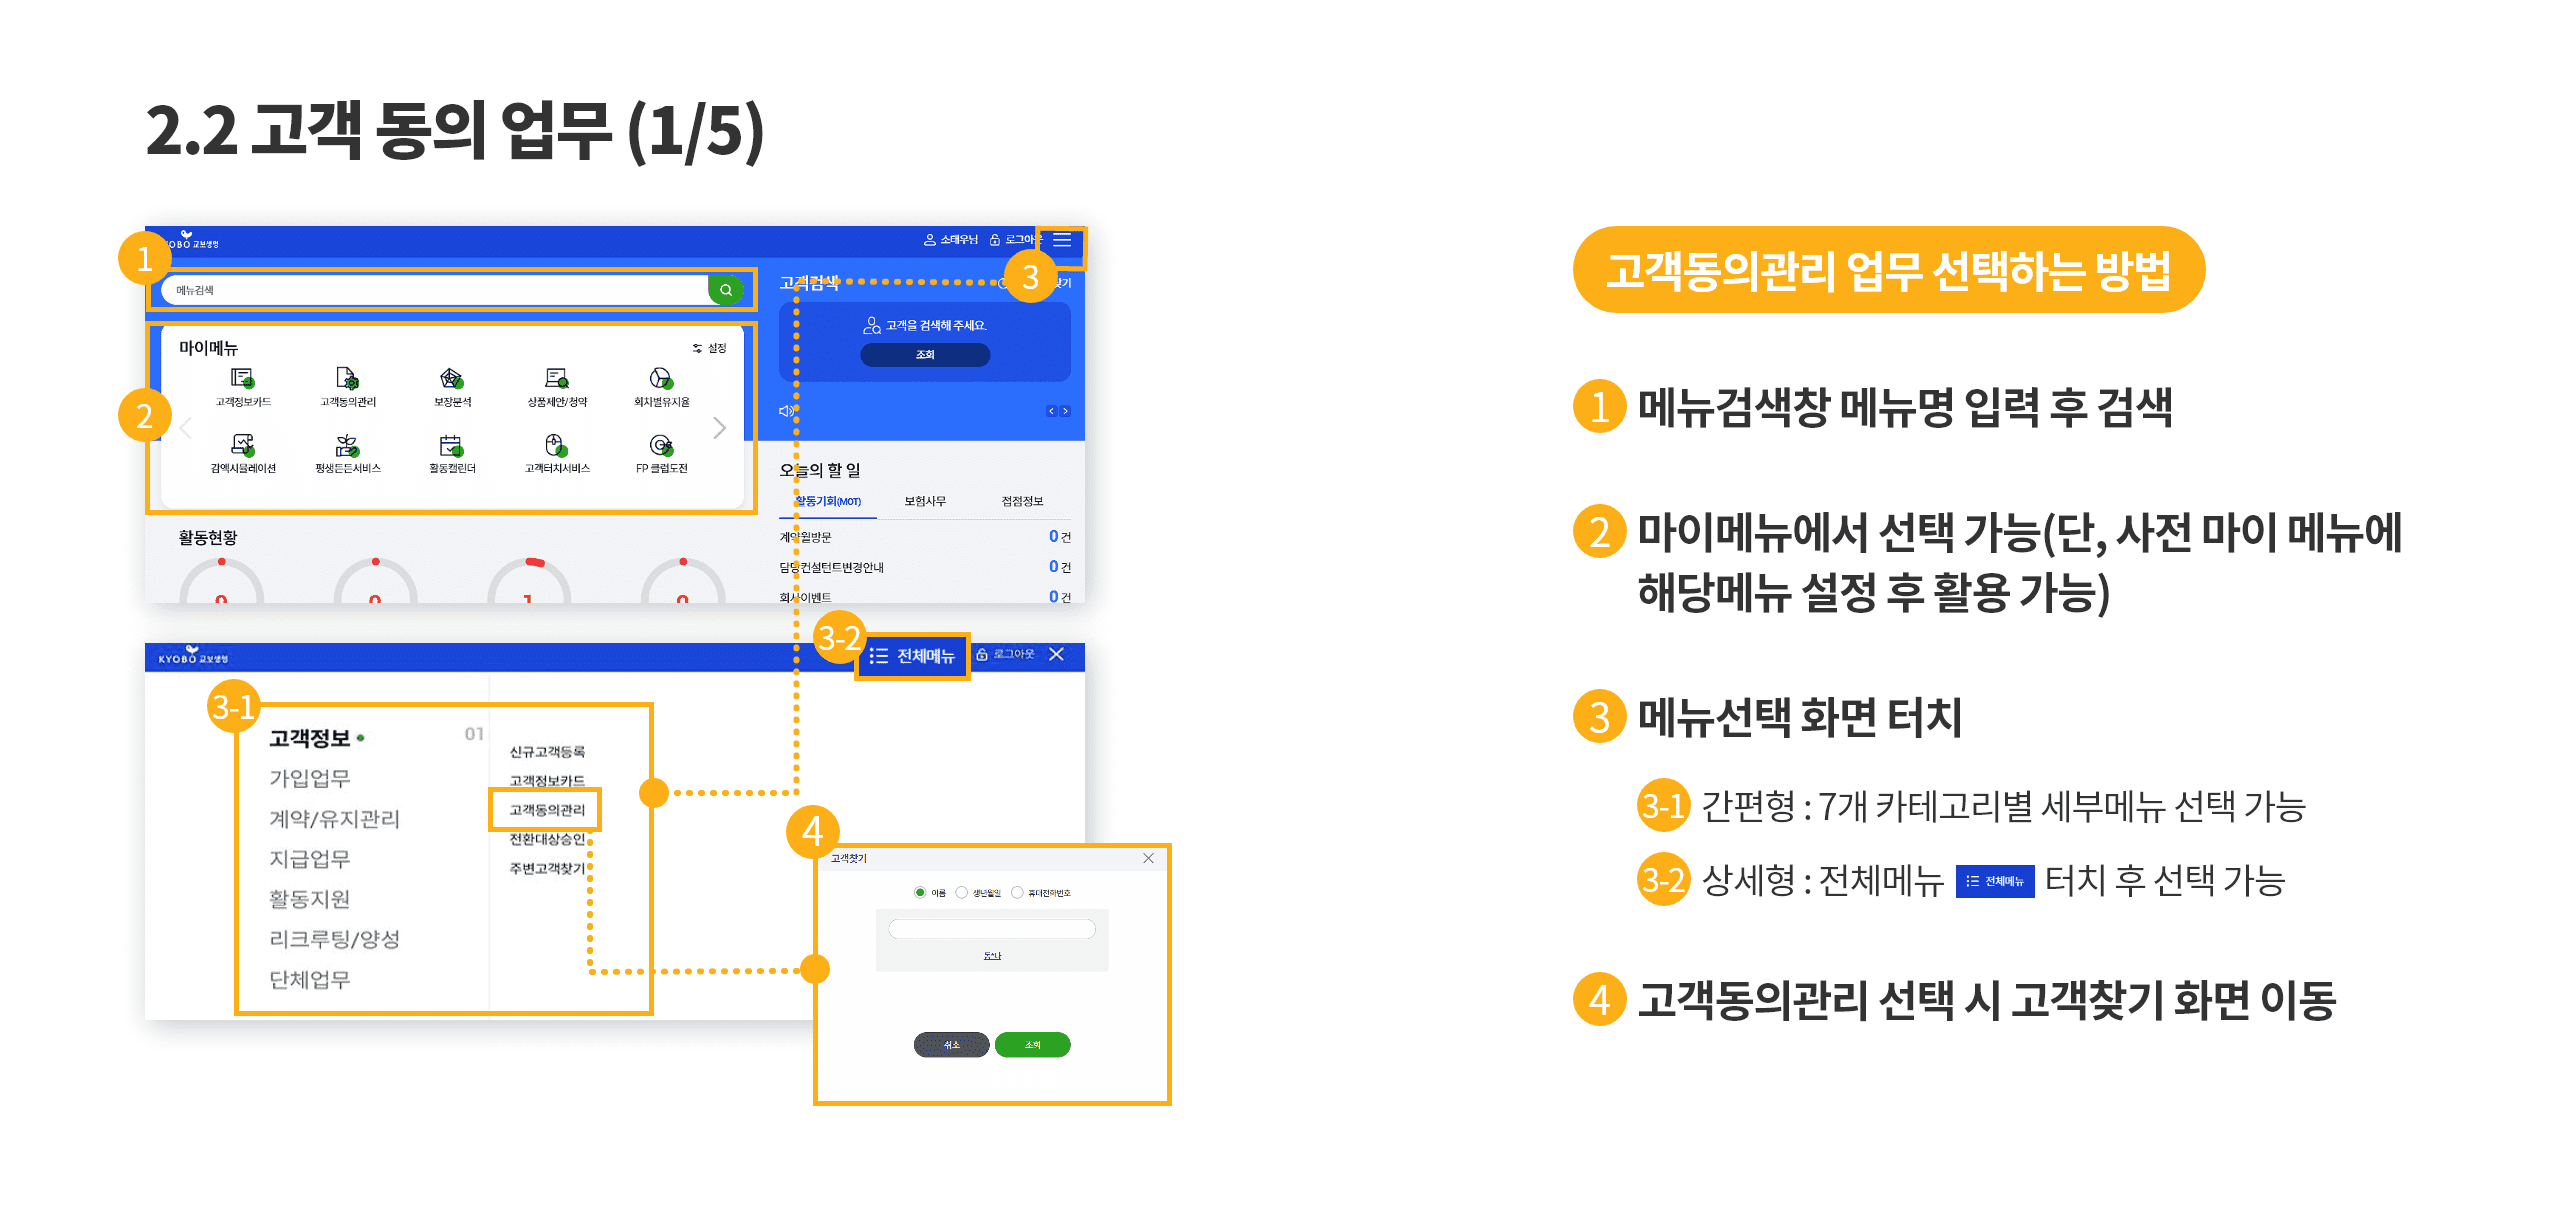 2.2 고객 동의 업무 (1/5)
KYOBO 교보생명
소태우님
로그아웃
1
3
메뉴검색
고객검색
찾기
고객을 검색해 주세요.
조회
2
마이메뉴
설정
고객정보카드
고객동의관리
보장분석
상품제안/청약
회차별유지율
감액시뮬레이션
평생든든서비스
활동캘린더
고객터치서비스
FP 클럽도전
활동현황
0
0
1
0
오늘의 할 일
활동기회(MOT)
보험사무
접점정보
계약월방문
0 건
담당컨설턴트변경안내
0 건
회사이벤트
0 건
KYOBO 교보생명
3-2
전체메뉴
로그아웃
3-1
고객정보
01
가입업무
계약/유지관리
지급업무
활동지원
리크루팅/양성
단체업무
신규고객등록
고객정보카드
고객동의관리
전환대상승인
주변고객찾기
4
고객찾기
이름
생년월일
휴대전화번호
취소
조회
고객동의관리 업무 선택하는 방법
1 메뉴검색창 메뉴명 입력 후 검색
2 마이메뉴에서 선택 가능(단, 사전 마이 메뉴에
해당메뉴 설정 후 활용 가능)
3 메뉴선택 화면 터치
3-1 간편형 : 7개 카테고리별 세부메뉴 선택 가능
3-2 상세형 : 전체메뉴 전체메뉴 터치 후 선택 가능
4 고객동의관리 선택 시 고객찾기 화면 이동